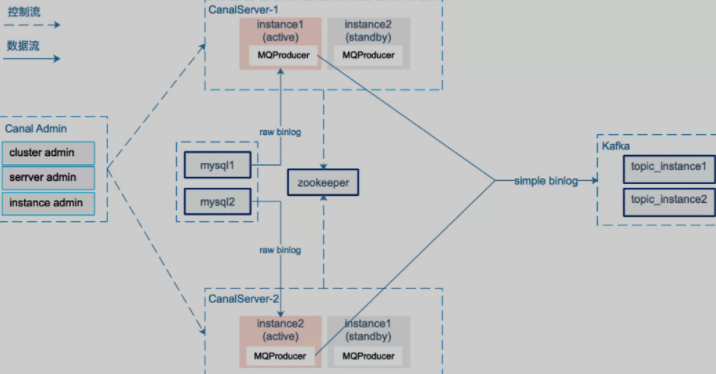 控制流
数据流
CanalServer-1
instance1
(active)
MQProducer
instance2
(standby)
MQProducer
Canal Admin
cluster admin
serrver admin
instance admin
raw binlog
mysql1
mysql2
zookeeper
raw binlog
simple binlog
Kafka
topic_instance1
topic_instance2
CanalServer-2
instance2
(active)
MQProducer
instance1
(standby)
MQProducer